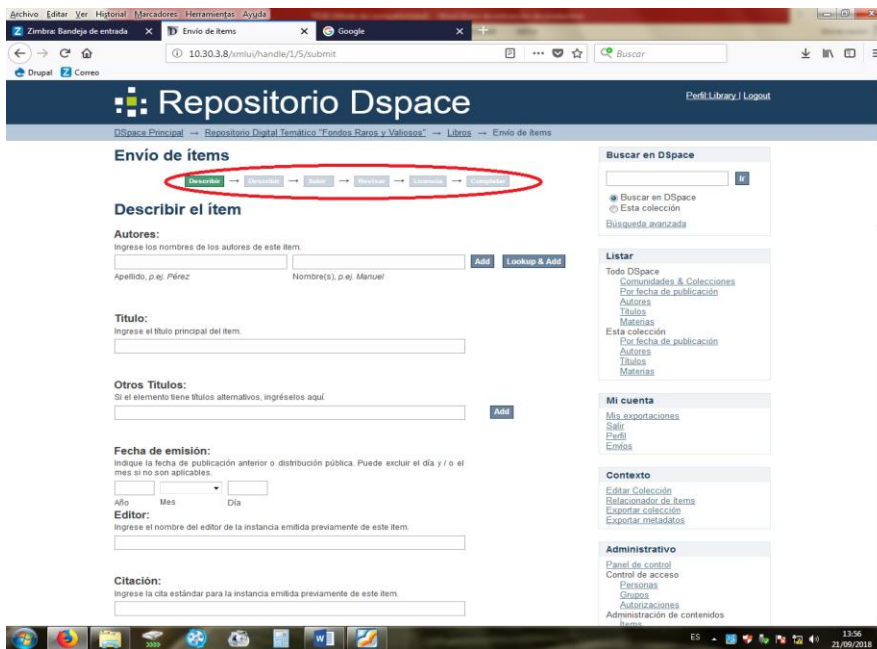 Archivo Editar Ver Historial Marcadores Herramientas Ayuda
Zimbra: Bandeja de entrada
Envío de ítems
Google
10.30.3.8/xmlui/handle/1/5/submit
Buscar
Drupal Correo
Repositorio Dspace
Perfil:Library | Logout
DSpace Principal → Repositorio Digital Temático "Fondos Raros y Valiosos" → Libros → Envío de ítems
Envío de ítems
Describir → Describir → Subir → Revisar → Licencia → Completar
Describir el ítem
Autores:
Ingrese los nombres de los autores de este ítem.
Add Lookup & Add
Apellido, p.ej. Pérez
Nombre(s), p.ej. Manuel
Titulo:
Ingrese el título principal del item.
Otros Titulos:
Si el elemento tiene títulos alternativos, ingréselos aquí.
Add
Fecha de emisión:
Indique la fecha de publicación anterior o distribución pública. Puede excluir el día y / o el
mes si no son aplicables.
Año Mes Día
Editor:
Ingrese el nombre del editor de la instancia emitida previamente de este ítem.
Citación:
Ingrese la cita estándar para la instancia emitida previamente de este ítem.
Buscar en DSpace
Ir
Buscar en DSpace
Esta colección
Búsqueda avanzada
Listar
Todo DSpace
Comunidades & Colecciones
Por fecha de publicación
Autores
Títulos
Materias
Esta colección
Por fecha de publicación
Autores
Títulos
Materias
Mi cuenta
Mis exportaciones
Salir
Perfil
Envíos
Contexto
Editar Colección
Relacionador de ítems
Exportar colección
Exportar metadatos
Administrativo
Panel de control
Control de acceso
Personas
Grupos
Autorizaciones
Administración de contenidos
Ítems
ES
13:56
21/09/2018